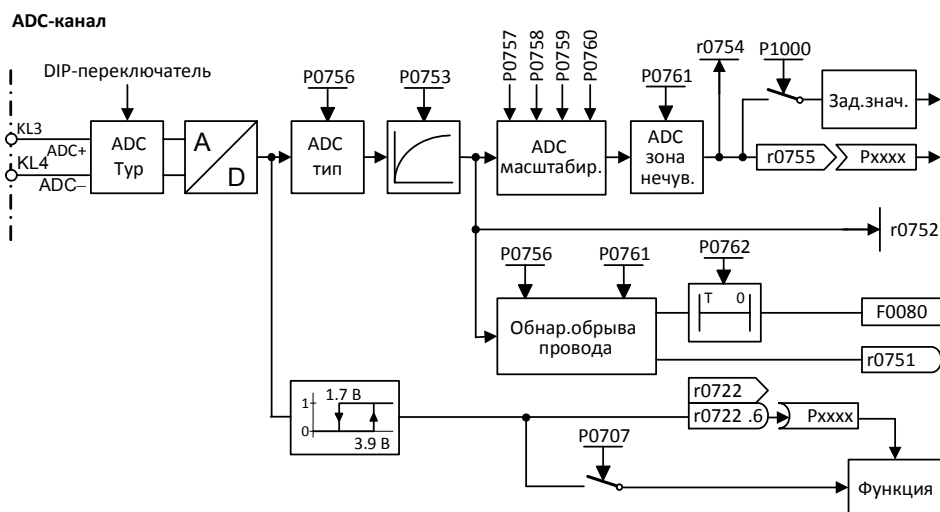 ADC-канал
DIP-переключатель
P0756
P0753
P0757
P0758
P0759
P0760
P0761
r0754
P1000
KL3
ADC+
KL4
ADC−
ADC
Typ
A
D
ADC
тип
ADC
масштабир.
ADC
зона
нечув.
Зад.знач.
r0755
Pxxxx
r0752
P0756
P0761
P0762
T
0
Обнар.обрыва
провода
F0080
r0751
1
0
1.7 В
3.9 В
r0722
r0722 .6
Pxxxx
P0707
Функция